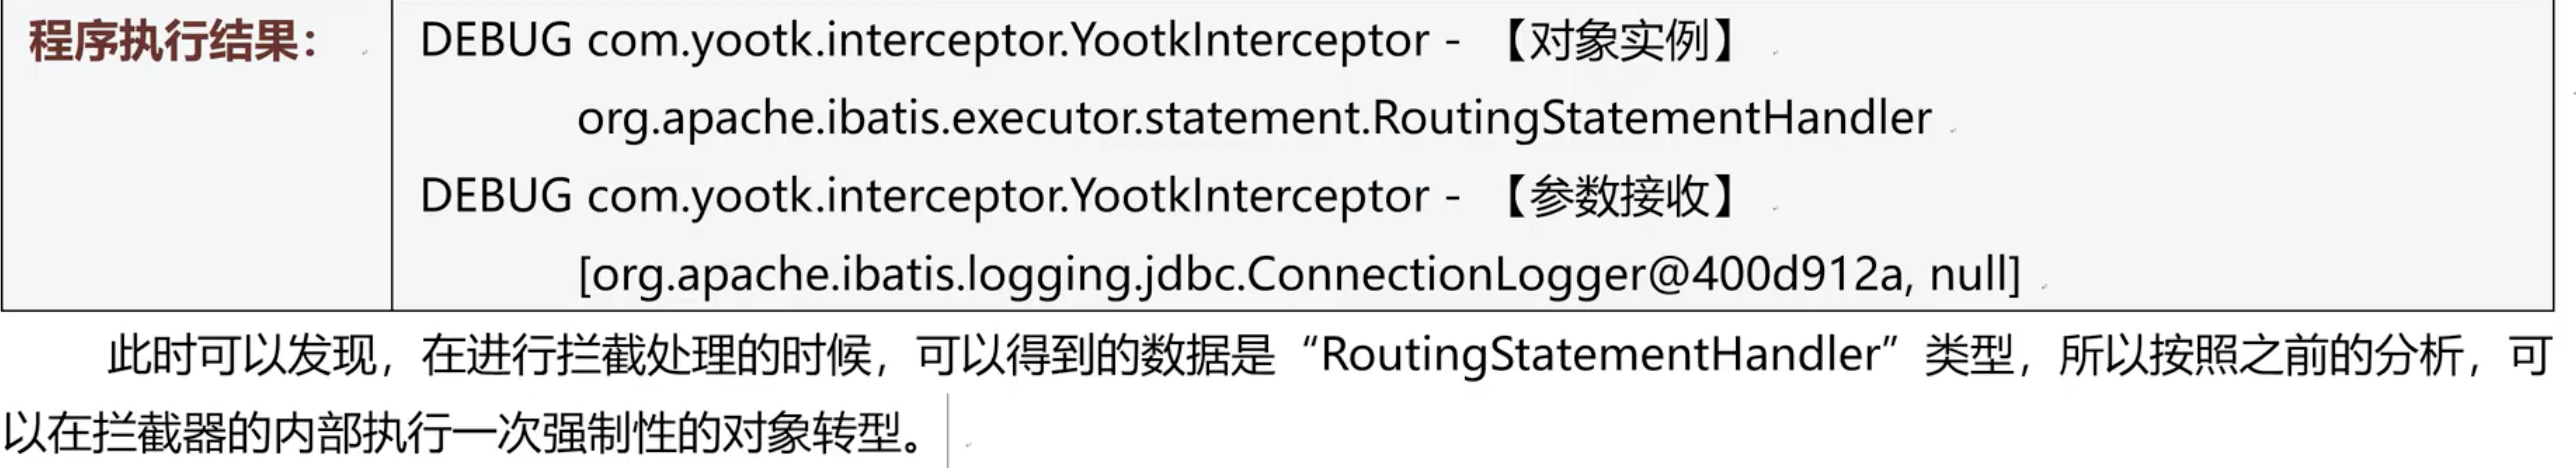 程序执行结果：
DEBUG com.yootk.interceptor.YootkInterceptor - 【对象实例】
org.apache.ibatis.executor.statement.RoutingStatementHandler
DEBUG com.yootk.interceptor.YootkInterceptor - 【参数接收】
[org.apache.ibatis.logging.jdbc.ConnectionLogger@400d912a, null]
此时可以发现，在进行拦截处理的时候，可以得到的数据是“RoutingStatementHandler”类型，所以按照之前的分析，可
以在拦截器的内部执行一次强制性的对象转型。